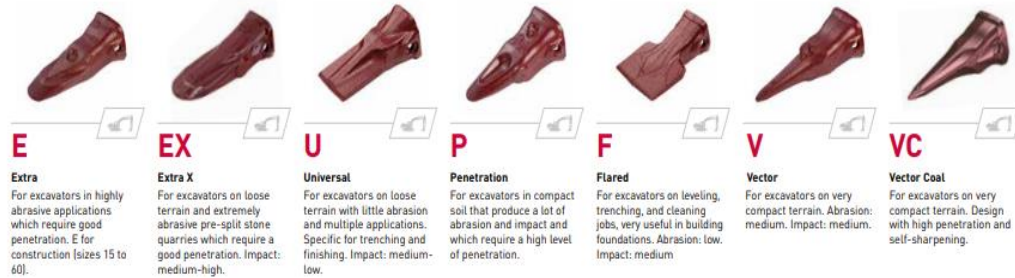 E
Extra
For excavators in highly
abrasive applications
which require good
penetration. E for
construction (sizes 15 to
60).
EX
Extra X
For excavators on loose
terrain and extremely
abrasive pre-split stone
quarries which require a
good penetration. Impact:
medium-high.
U
Universal
For excavators on loose
terrain with little abrasion
and multiple applications.
Specific for trenching and
finishing. Impact: medium-
low.
P
Penetration
For excavators in compact
soil that produce a lot of
abrasion and impact and
which require a high level
of penetration.
F
Flared
For excavators on leveling,
trenching, and cleaning
jobs, very useful in building
foundations. Abrasion: low.
Impact: medium
V
Vector
For excavators on very
compact terrain. Abrasion:
medium. Impact: medium.
VC
Vector Coal
For excavators on very
compact terrain. Design
with high penetration and
self-sharpening.